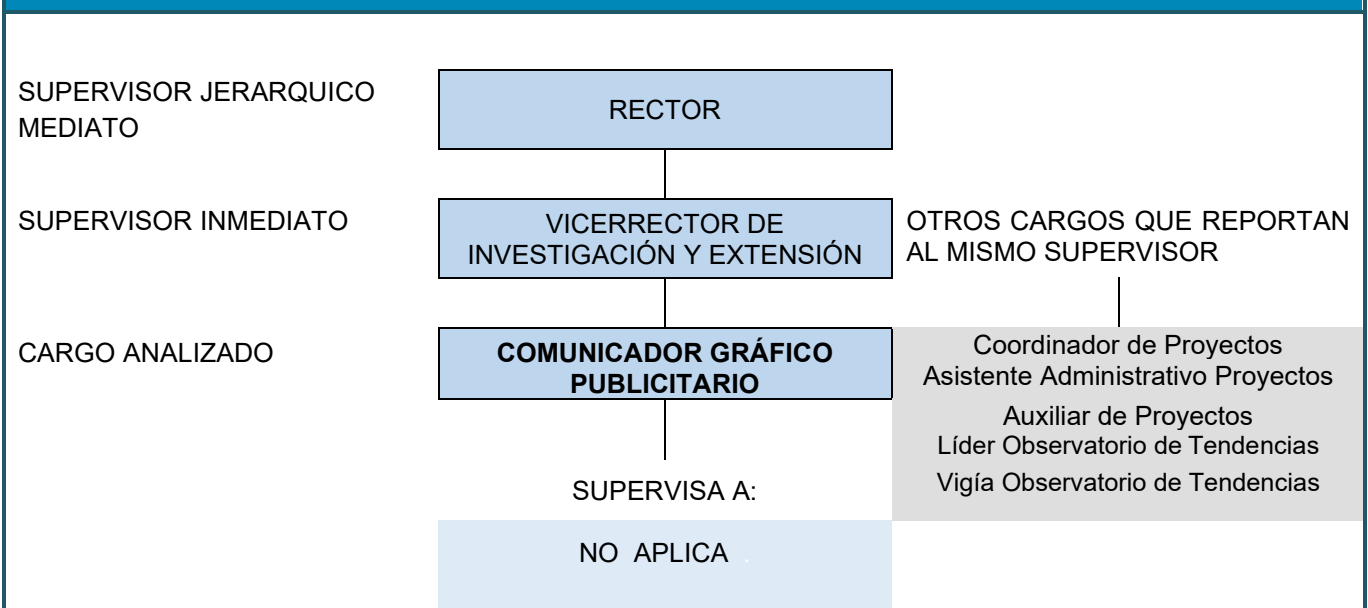 SUPERVISOR JERARQUICO
MEDIATO
RECTOR
SUPERVISOR INMEDIATO
VICERRECTOR DE
INVESTIGACIÓN Y EXTENSIÓN
OTROS CARGOS QUE REPORTAN
AL MISMO SUPERVISOR
CARGO ANALIZADO
COMUNICADOR GRÁFICO
PUBLICITARIO
Coordinador de Proyectos
Asistente Administrativo Proyectos
Auxiliar de Proyectos
Líder Observatorio de Tendencias
Vigía Observatorio de Tendencias
SUPERVISA A:
NO APLICA .